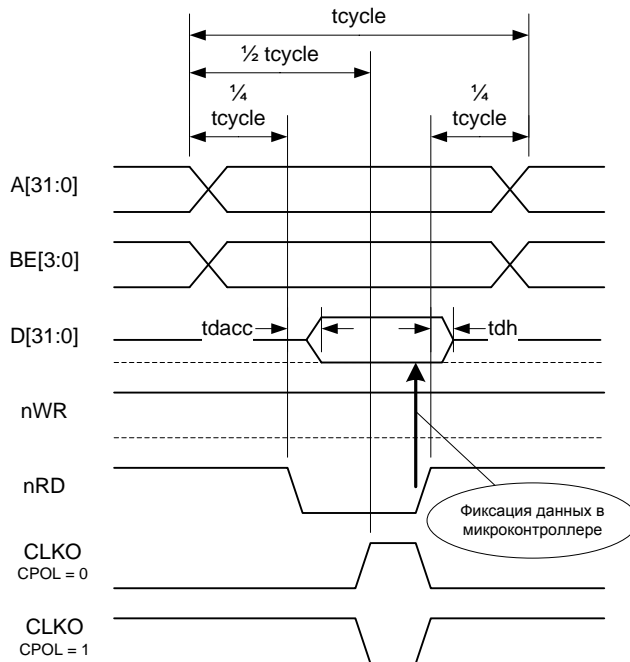 tcycle
½ tcycle
¼
tcycle
¼
tcycle
A[31:0]
BE[3:0]
D[31:0]
tdacc
tdh
nWR
nRD
Фиксация данных в
микроконтроллере
CLKO
CPOL = 0
CLKO
CPOL = 1